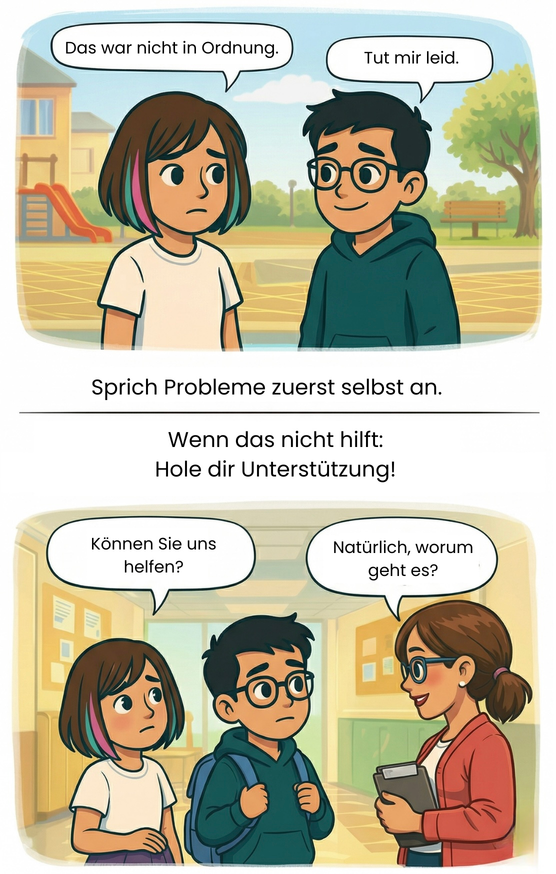 Das war nicht in Ordnung.
Tut mir leid.
Sprich Probleme zuerst selbst an.
Wenn das nicht hilft:
Hole dir Unterstützung!
Können Sie uns
helfen?
Natürlich, worum
geht es?